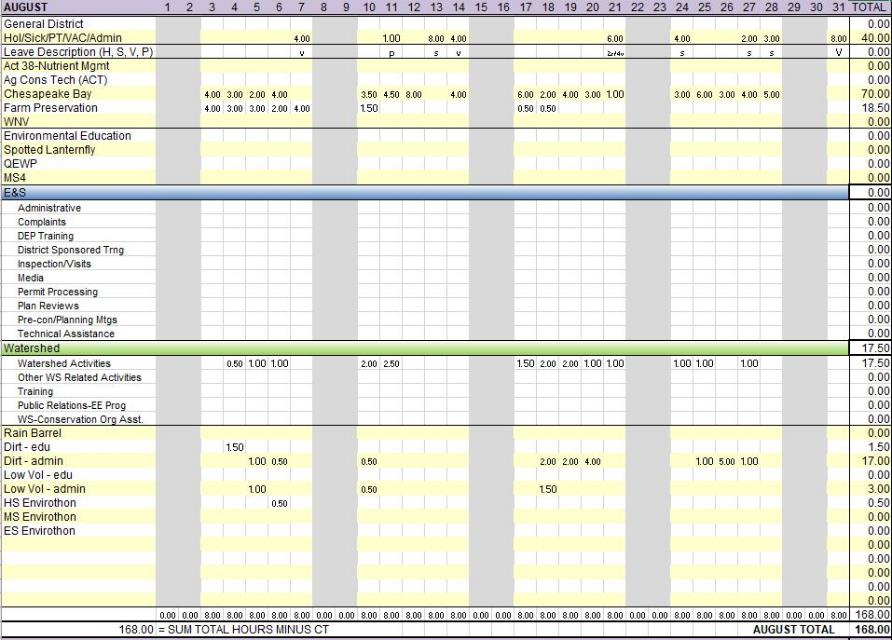 AUGUST 1 2 3 4 5 6 7 8 9 10 11 12 13 14 15 16 17 18 19 20 21 22 23 24 25 26 27 28 29 30 31 TOTAL
General District 0.00
Hol/Sick/PT/VAC/Admin 4.00 1.00 8.00 4.00 6.00 4.00 2.00 3.00 8.00 40.00
Leave Description (H, S, V, P) v p s v s s s V 0.00
Act 38-Nutrient Mgmt 0.00
Ag Cons Tech (ACT) 0.00
Chesapeake Bay 4.00 3.00 2.00 4.00 3.50 4.50 8.00 4.00 6.00 2.00 4.00 3.00 1.00 3.00 6.00 3.00 4.00 5.00 70.00
Farm Preservation 4.00 3.00 3.00 2.00 4.00 1.50 0.50 0.50 18.50
WNV 0.00
Environmental Education 0.00
Spotted Lanternfly 0.00
QEWP 0.00
MS4 0.00
E&S 0.00
Administrative 0.00
Complaints 0.00
DEP Training 0.00
District Sponsored Trng 0.00
Inspection/Visits 0.00
Media 0.00
Permit Processing 0.00
Plan Reviews 0.00
Pre-con/Planning Mtgs 0.00
Technical Assistance 0.00
Watershed 17.50
Watershed Activities 0.50 1.00 1.00 2.00 2.50 1.50 2.00 2.00 1.00 1.00 1.00 1.00 1.00 17.50
Other WS Related Activities 0.00
Training 0.00
Public Relations-EE Prog 0.00
WS-Conservation Org Asst. 0.00
Rain Barrel 0.00
Dirt - edu 1.50 1.50
Dirt - admin 1.00 0.50 0.50 2.00 2.00 4.00 1.00 5.00 1.00 17.00
Low Vol - edu 0.00
Low Vol - admin 1.00 0.50 1.50 3.00
HS Envirothon 0.50 0.50
MS Envirothon 0.00
ES Envirothon 0.00
0.00
0.00
0.00
0.00
0.00
0.00 0.00 8.00 8.00 8.00 8.00 8.00 0.00 0.00 8.00 8.00 8.00 8.00 8.00 0.00 0.00 8.00 8.00 8.00 8.00 8.00 0.00 0.00 8.00 8.00 8.00 8.00 8.00 0.00 0.00 8.00 168.00
168.00 = SUM TOTAL HOURS MINUS CT AUGUST TOTAL 168.00